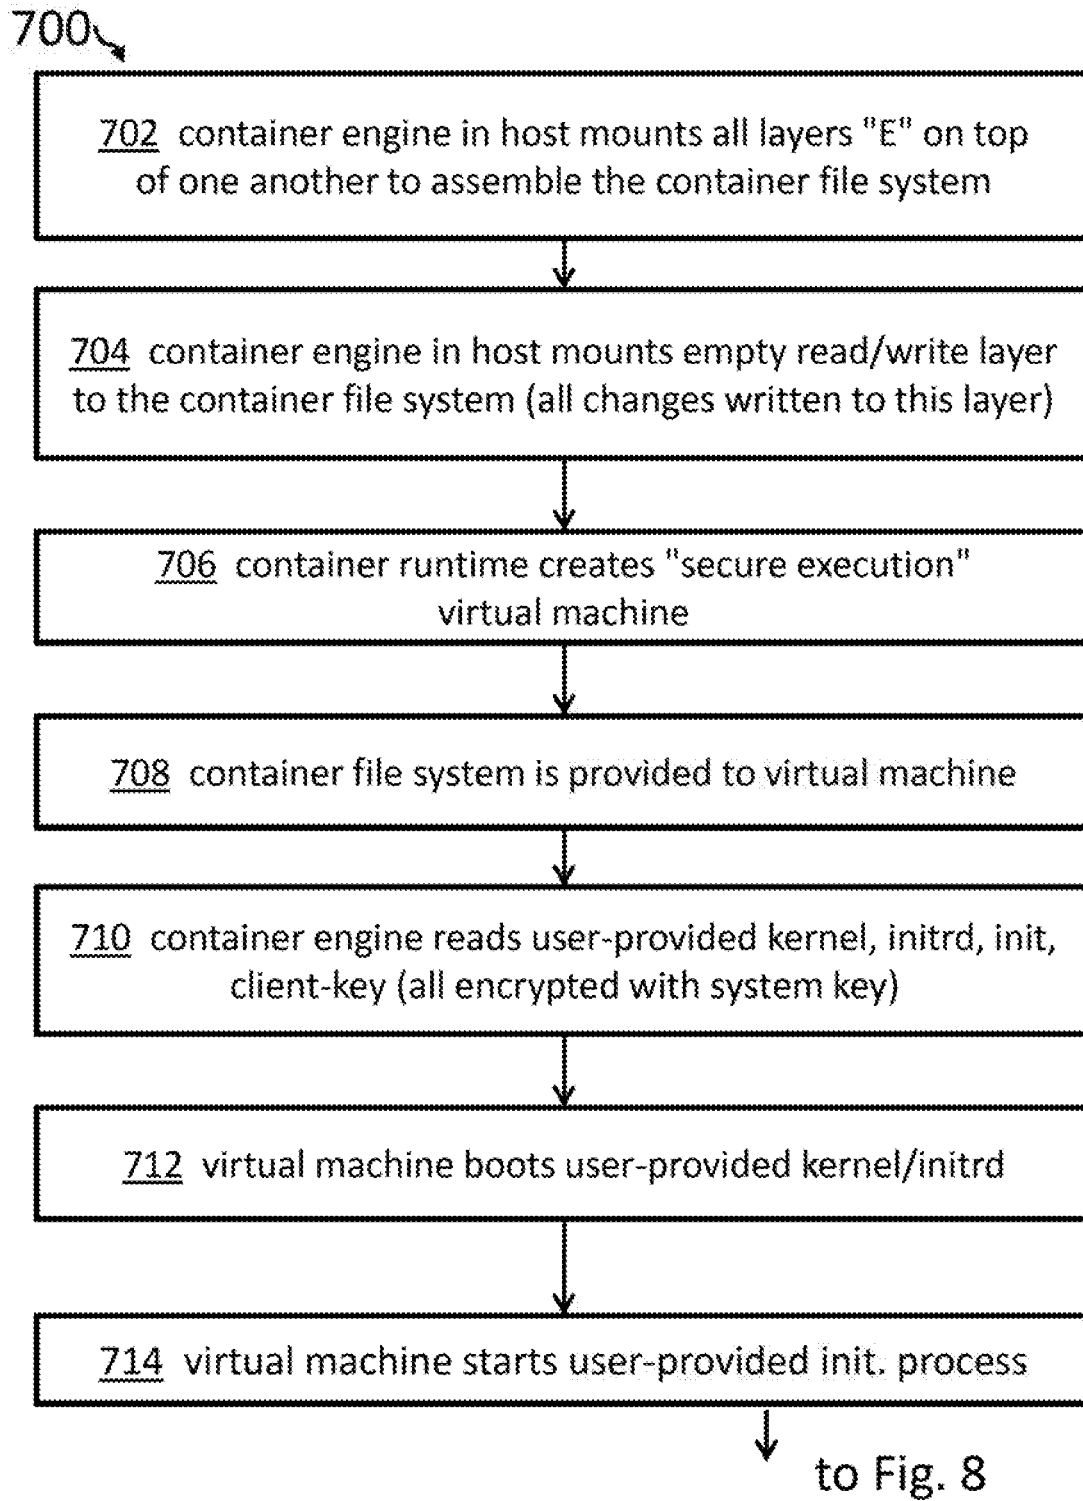 700
702 container engine in host mounts all layers "E" on top
of one another to assemble the container file system
704 container engine in host mounts empty read/write layer
to the container file system (all changes written to this layer)
706 container runtime creates "secure execution"
virtual machine
708 container file system is provided to virtual machine
710 container engine reads user-provided kernel, initrd, init,
client-key (all encrypted with system key)
712 virtual machine boots user-provided kernel/initrd
714 virtual machine starts user-provided init. process
to Fig. 8